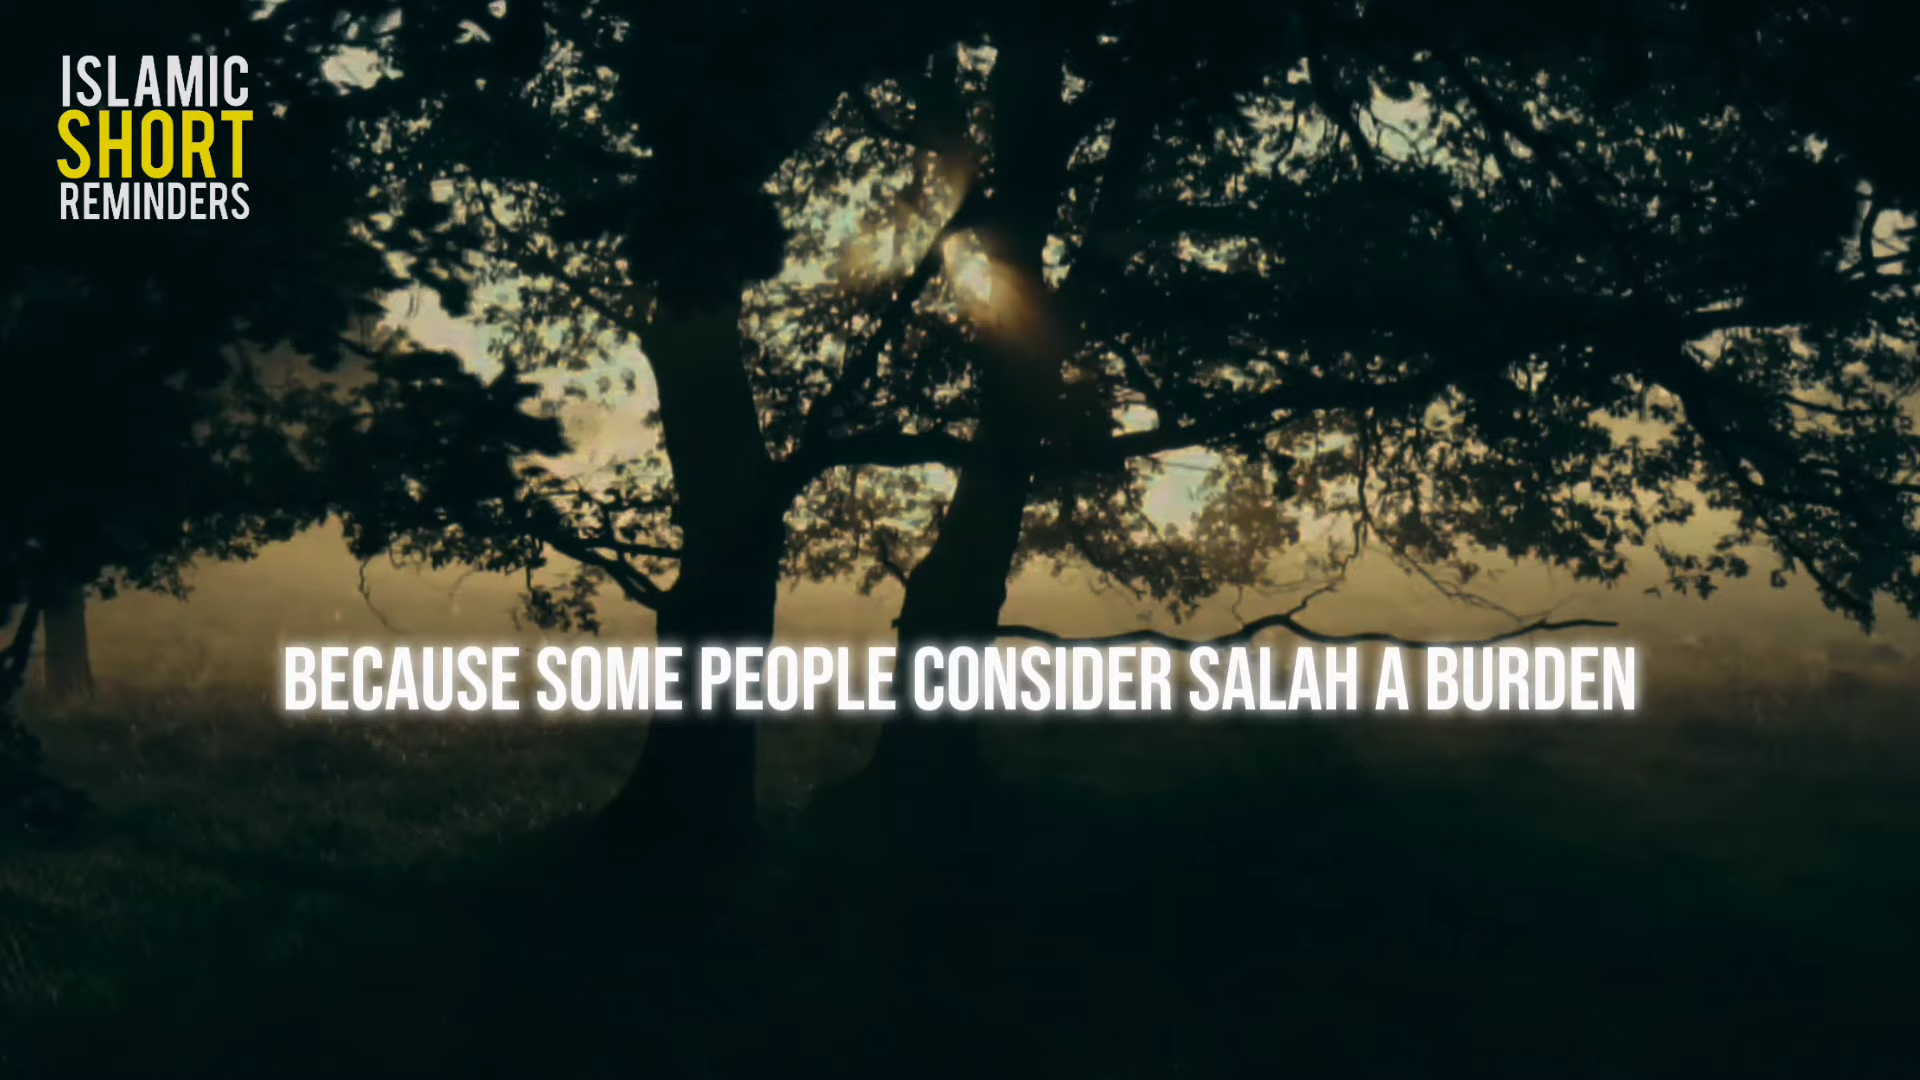 ISLAMIC
SHORT
REMINDERS
BECAUSE SOME PEOPLE CONSIDER SALAH A BURDEN